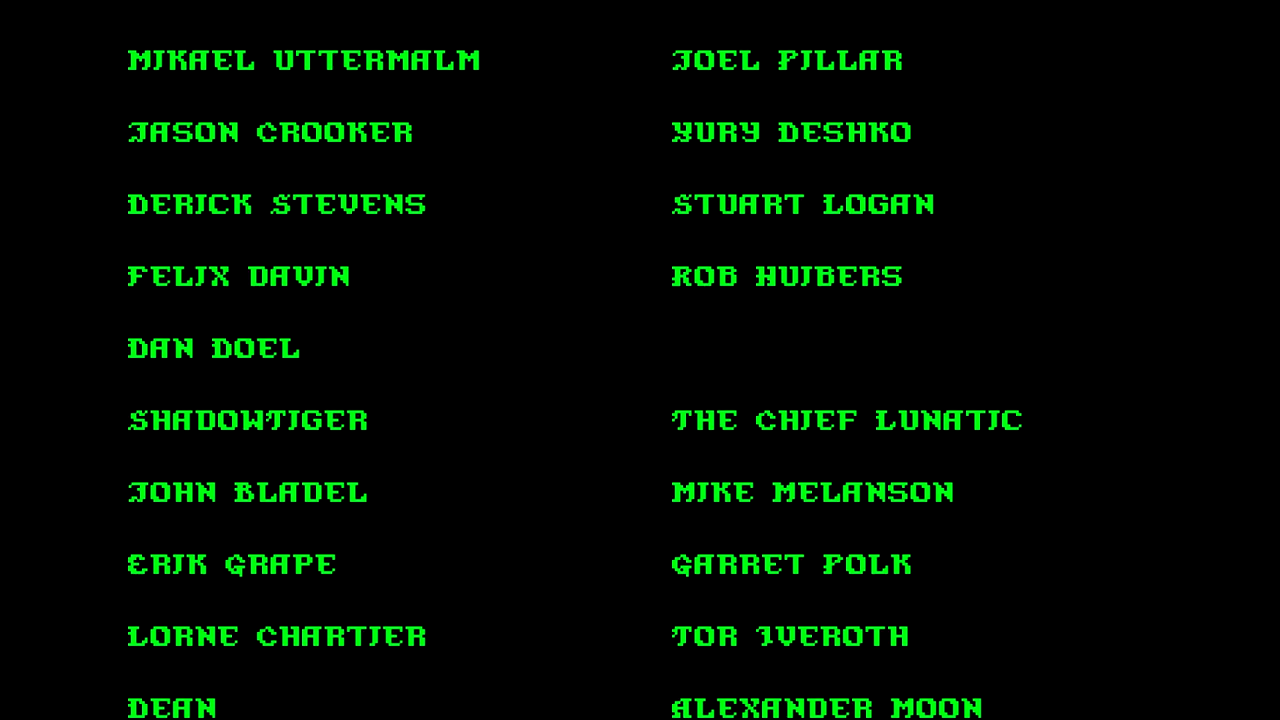 MIKAEL UTTERMALM
JOEL PILLAR
JASON CROOKER
YURY DESHKO
DERICK STEVENS
STUART LOGAN
FELIX DAVIN
ROB HUIBERS
DAN DOEL
SHADOWTIGER
THE CHIEF LUNATIC
JOHN BLADEL
MIKE MELANSON
ERIK GRAPE
GARRET POLK
LORNE CHARTIER
TOR IVEROTH
DEAN
ALEXANDER MOON